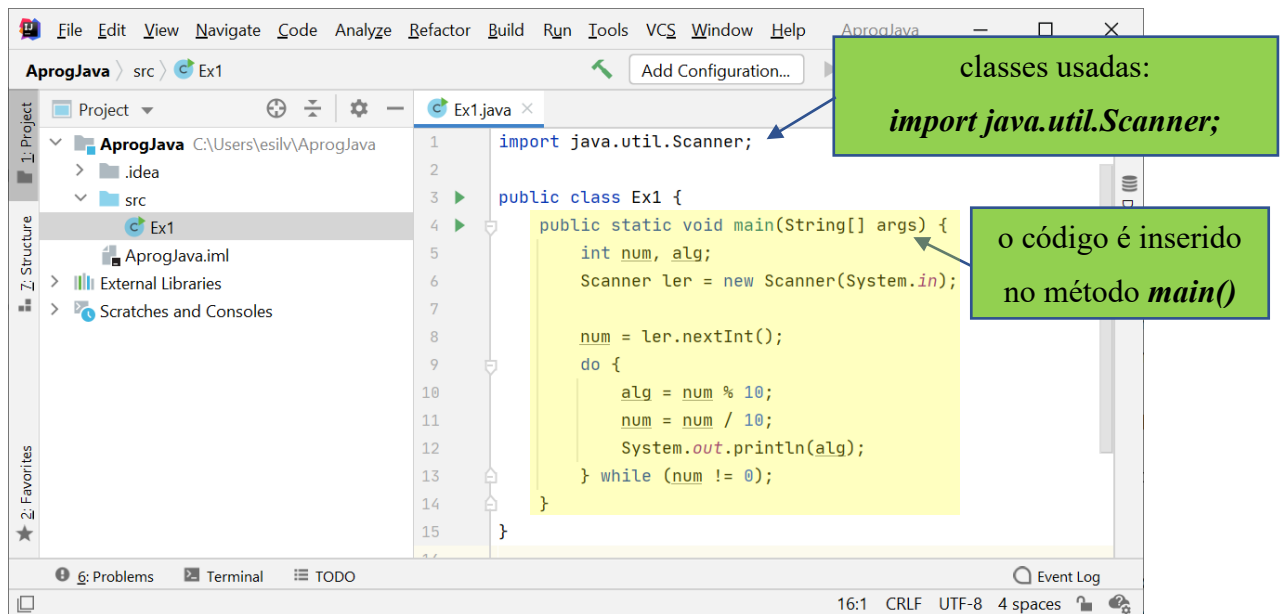 File Edit View Navigate Code Analyze Refactor Build Run Tools VCS Window Help AprogJava
AprogJava src Ex1 Add Configuration...
classes usadas:
import java.util.Scanner;
1: Project
7: Structure
2: Favorites
Project
AprogJava C:\Users\esilv\AprogJava
.idea
src
Ex1
AprogJava.iml
External Libraries
Scratches and Consoles
Ex1.java
1 import java.util.Scanner;
2
3 public class Ex1 {
4 public static void main(String[] args) {
5 int num, alg;
6 Scanner ler = new Scanner(System.in);
7
8 num = ler.nextInt();
9 do {
10 alg = num % 10;
11 num = num / 10;
12 System.out.println(alg);
13 } while (num != 0);
14 }
15 }
o código é inserido
no método main()
6: Problems Terminal TODO Event Log
16:1 CRLF UTF-8 4 spaces